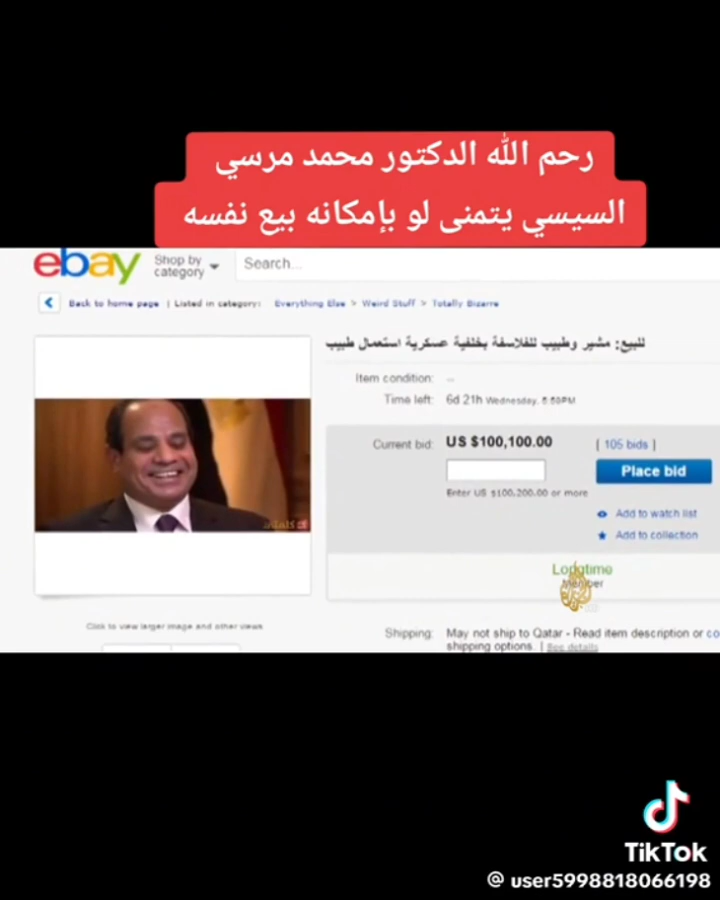 رحم الله الدكتور محمد مرسي
السيسي يتمنى لو بإمكانه بيع نفسه
ebay
Shop by category
Search...
Back to home page | Listed in category: Everything Else > Weird Stuff > Totally Bizarre
للبيع: مشير وطبيب للفلاسفة بخلفية عسكرية استعمال طبيب
Item condition: --
Time left: 6d 21h Wednesday, 8:50PM
Current bid: US $100,100.00 [ 105 bids ]
Place bid
Enter US $100,200.00 or more
Add to watch list
Add to collection
Longtime
Member
Click to view larger image and other views
Shipping: May not ship to Qatar - Read item description or co
shipping options. | See details
TikTok
@ user5998818066198